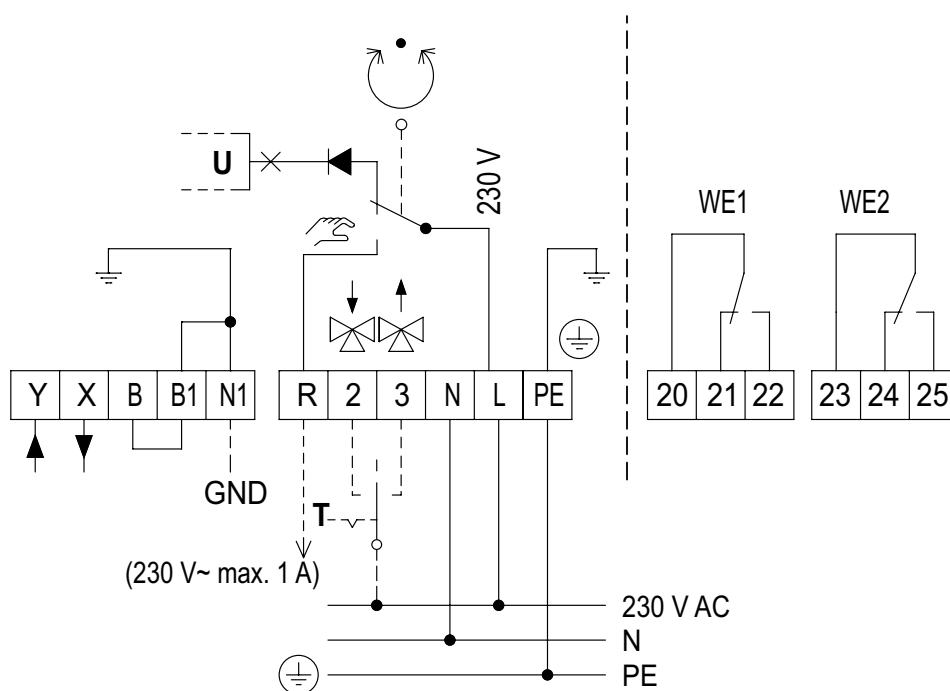 U
230 V
WE1 WE2
Y X B B1 N1 R 2 3 N L PE 20 21 22 23 24 25
GND
T
(230 V~ max. 1 A)
230 V AC
N
PE